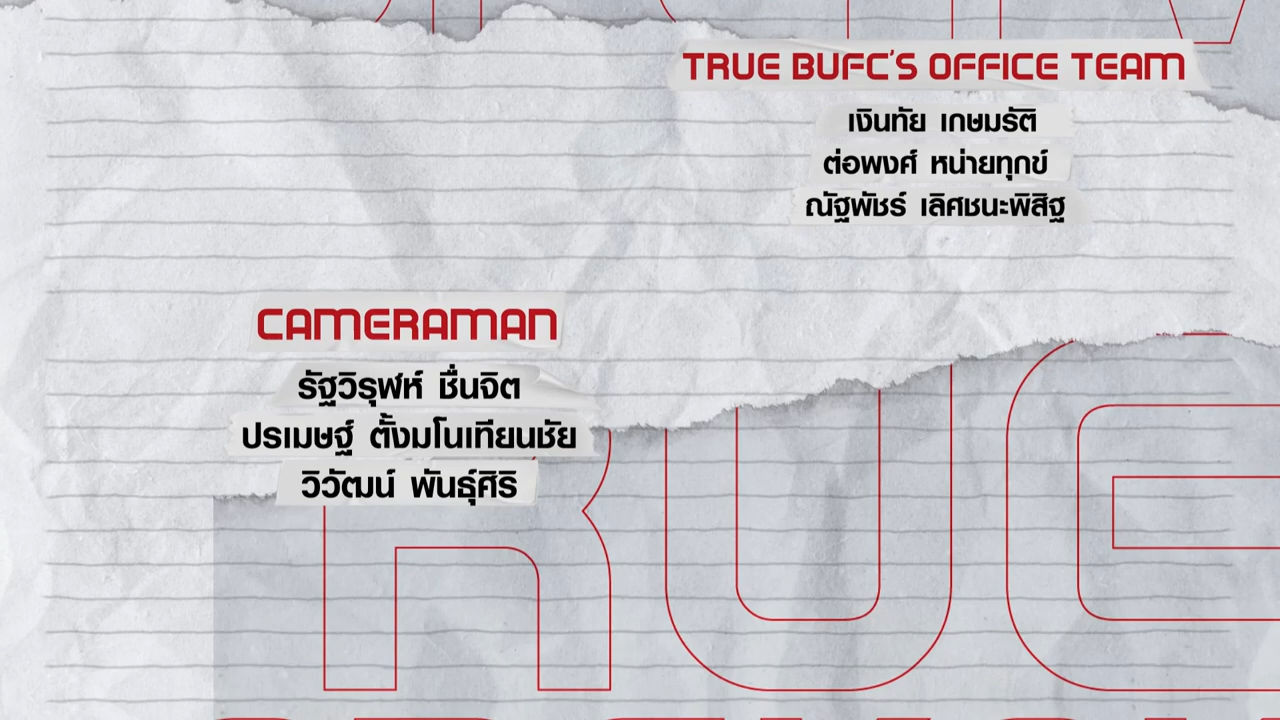 TRUE BUFC'S OFFICE TEAM
เงินทัย เกษมรัติ
ต่อพงศ์ หน่ายทุกข์
ณัฐพัชร์ เลิศชนะพิสิฐ
CAMERAMAN
รัฐวิรุฬห์ ชื่นจิต
ปรเมษฐ์ ตั้งมโนเทียนชัย
วิวัฒน์ พันธุ์ศิริ
RUE